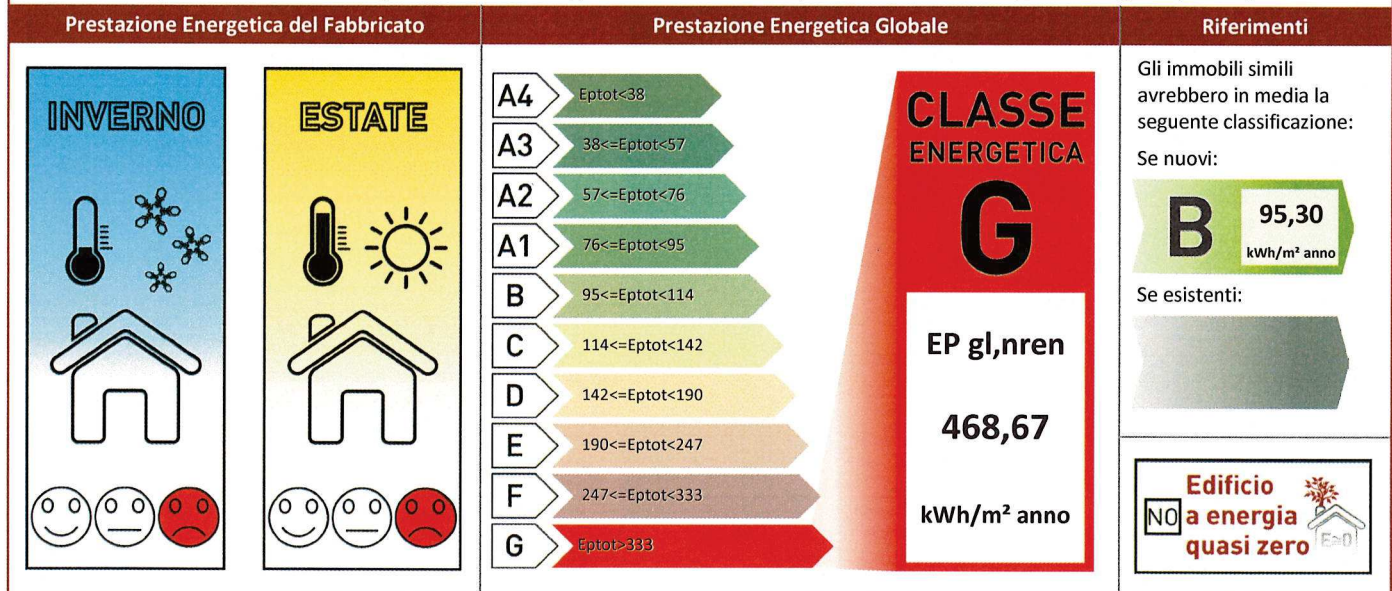 Prestazione Energetica del Fabbricato
Prestazione Energetica Globale
Riferimenti
INVERNO
ESTATE
A4 Eptot<38
A3 38<=Eptot<57
A2 57<=Eptot<76
A1 76<=Eptot<95
B 95<=Eptot<114
C 114<=Eptot<142
D 142<=Eptot<190
E 190<=Eptot<247
F 247<=Eptot<333
G Eptot>333
CLASSE
ENERGETICA
G
EP gl,nren
468,67
kWh/m² anno
Gli immobili simili
avrebbero in media la
seguente classificazione:
Se nuovi:
B 95,30
kWh/m² anno
Se esistenti:
NO
Edificio
a energia
quasi zero
E≥0